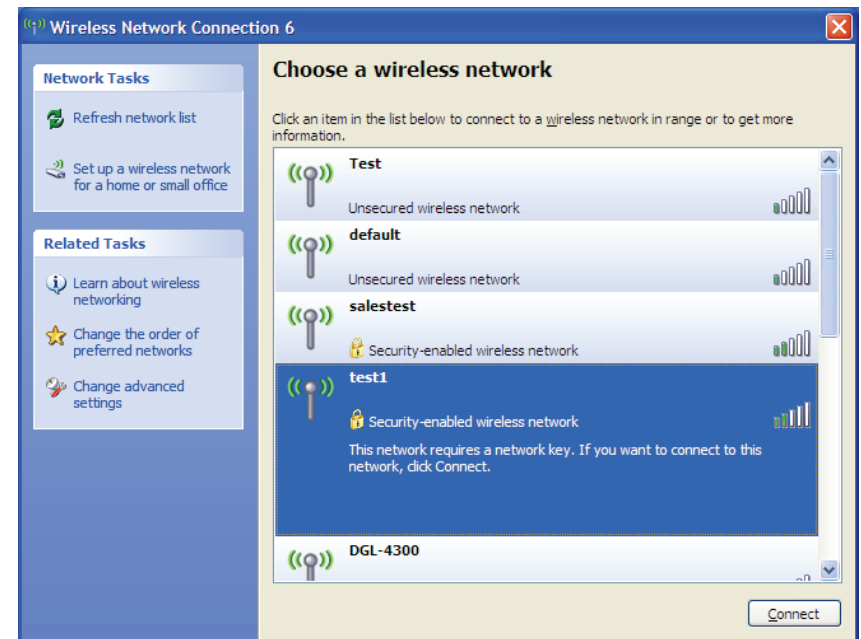 Wireless Network Connection 6
Network Tasks
Refresh network list
Set up a wireless network
for a home or small office
Related Tasks
Learn about wireless
networking
Change the order of
preferred networks
Change advanced
settings
Choose a wireless network
Click an item in the list below to connect to a wireless network in range or to get more
information.
Test
Unsecured wireless network
default
Unsecured wireless network
salestest
Security-enabled wireless network
test1
Security-enabled wireless network
This network requires a network key. If you want to connect to this
network, click Connect.
DGL-4300
Connect